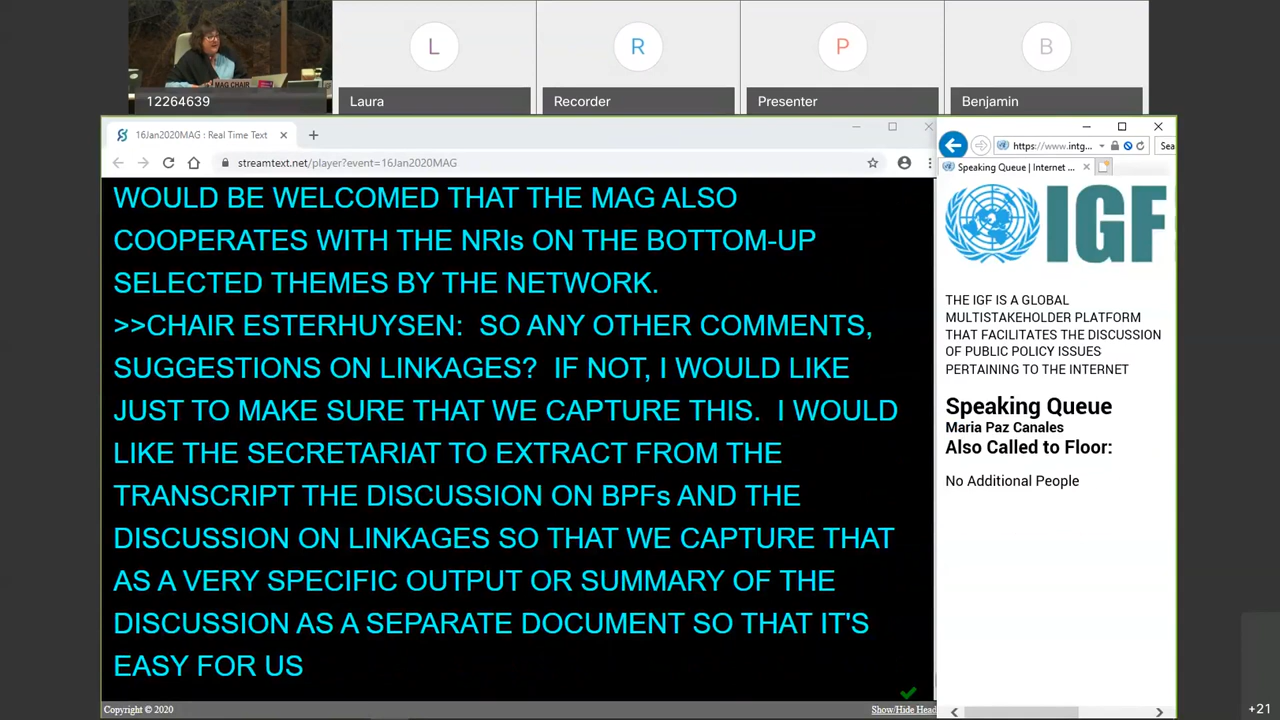 MAG CHAIR
L
R
P
B
12264639
Laura
Recorder
Presenter
Benjamin
16Jan2020MAG : Real Time Text
streamtext.net/player?event=16Jan2020MAG
WOULD BE WELCOMED THAT THE MAG ALSO
COOPERATES WITH THE NRIs ON THE BOTTOM-UP
SELECTED THEMES BY THE NETWORK.
>>CHAIR ESTERHUYSEN:  SO ANY OTHER COMMENTS,
SUGGESTIONS ON LINKAGES?  IF NOT, I WOULD LIKE
JUST TO MAKE SURE THAT WE CAPTURE THIS.  I WOULD
LIKE THE SECRETARIAT TO EXTRACT FROM THE
TRANSCRIPT THE DISCUSSION ON BPFs AND THE
DISCUSSION ON LINKAGES SO THAT WE CAPTURE THAT
AS A VERY SPECIFIC OUTPUT OR SUMMARY OF THE
DISCUSSION AS A SEPARATE DOCUMENT SO THAT IT'S
EASY FOR US
Copyright © 2020
Show/Hide Head
https://www.intg...
Sea
Speaking Queue | Internet ...
IGF
THE IGF IS A GLOBAL
MULTISTAKEHOLDER PLATFORM
THAT FACILITATES THE DISCUSSION
OF PUBLIC POLICY ISSUES
PERTAINING TO THE INTERNET
Speaking Queue
Maria Paz Canales
Also Called to Floor:
No Additional People
+21